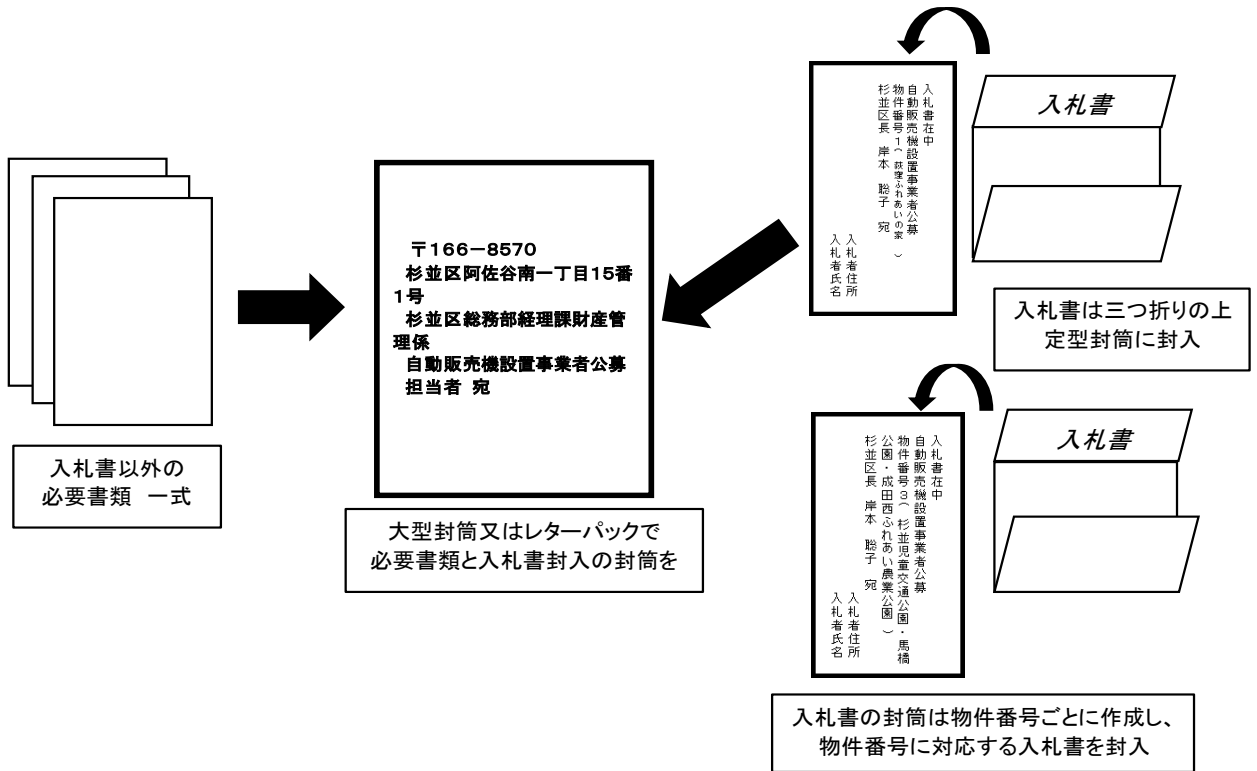 入札書以外の
必要書類 一式
〒166－8570
杉並区阿佐谷南一丁目15番
1号
杉並区総務部経理課財産管
理係
自動販売機設置事業者公募
担当者 宛
大型封筒又はレターパックで
必要書類と入札書封入の封筒を
入札書在中
自動販売機設置事業者公募
物件番号１（ 荻窪ふれあいの家 ）
杉並区長 岸本 聡子 宛
入札者住所
入札者氏名
入札書
入札書は三つ折りの上
定型封筒に封入
入札書在中
自動販売機設置事業者公募
物件番号３（ 杉並児童交通公園・馬橋
公園・成田西ふれあい農業公園 ）
杉並区長 岸本 聡子 宛
入札者住所
入札者氏名
入札書
入札書の封筒は物件番号ごとに作成し、
物件番号に対応する入札書を封入